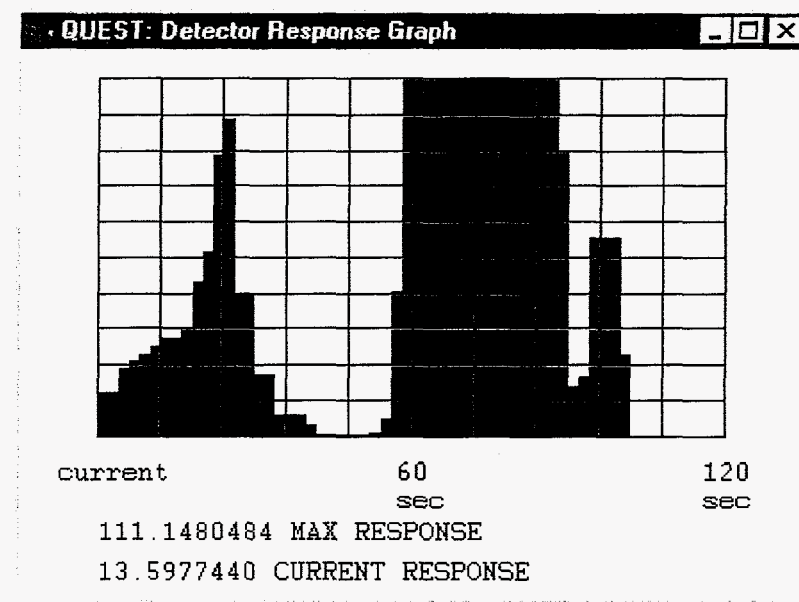 QUEST: Detector Response Graph
current 60 120
sec sec
111.1480484 MAX RESPONSE
13.5977440 CURRENT RESPONSE